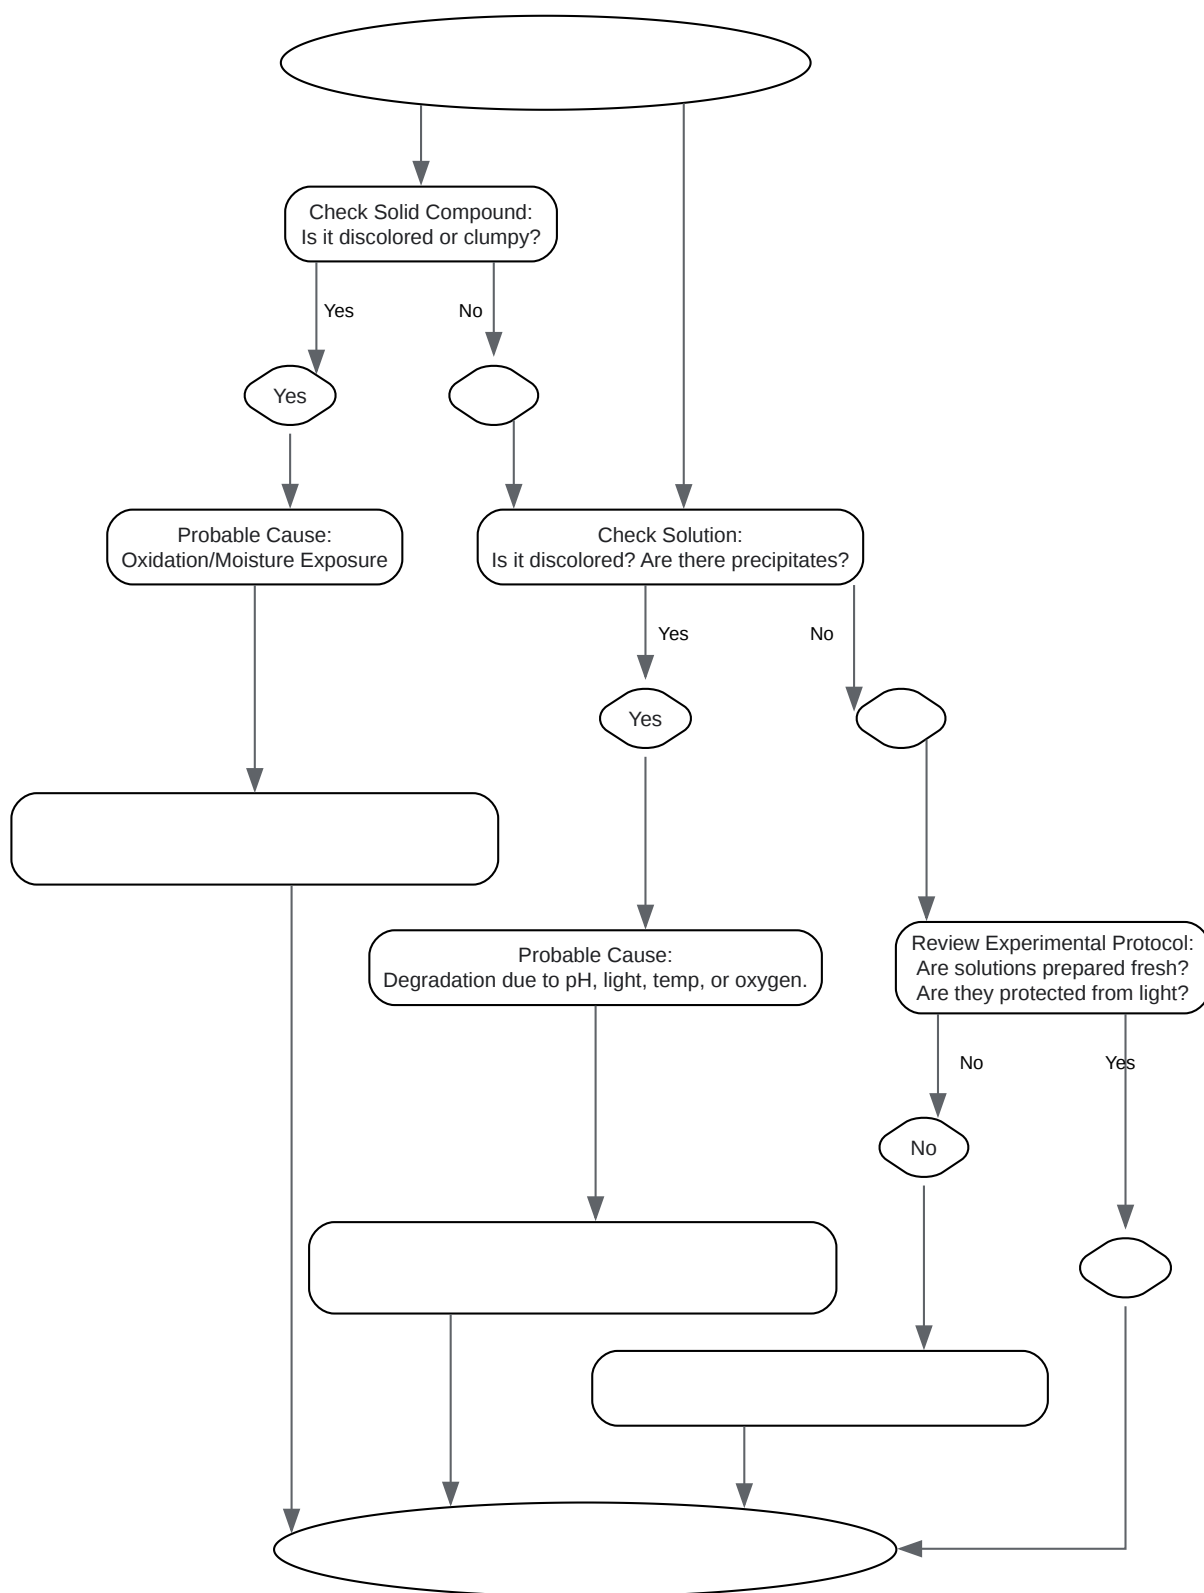 Check Solid Compound:
Is it discolored or clumpy?
Yes
No
Yes
Probable Cause:
Oxidation/Moisture Exposure
Check Solution:
Is it discolored? Are there precipitates?
Yes
No
Yes
Probable Cause:
Degradation due to pH, light, temp, or oxygen.
Review Experimental Protocol:
Are solutions prepared fresh?
Are they protected from light?
No
Yes
No